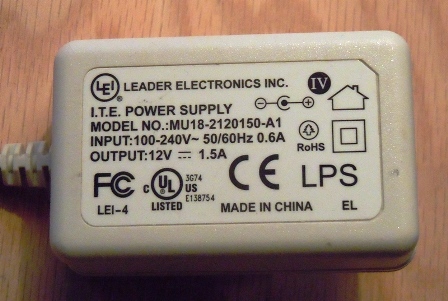 LEI ® LEADER ELECTRONICS INC. IV
I.T.E. POWER SUPPLY
MODEL NO.:MU18-2120150-A1
INPUT:100-240V~ 50/60Hz 0.6A
OUTPUT:12V ⎓ 1.5A
RoHS
FC
LEI-4
c UL US
3G74
E138754
LISTED
CE
MADE IN CHINA
LPS
EL